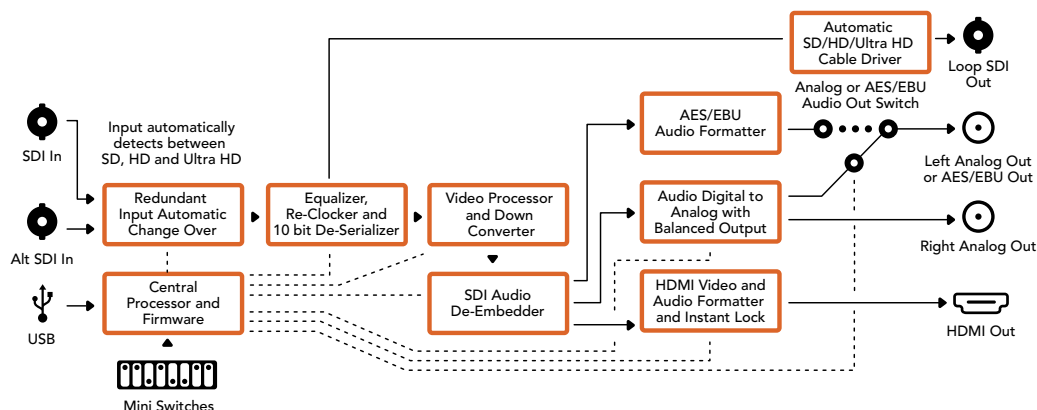 Automatic
SD/HD/Ultra HD
Cable Driver
Loop SDI
Out
Analog or AES/EBU
Audio Out Switch
AES/EBU
Audio Formatter
SDI In
Input automatically
detects between
SD, HD and Ultra HD
Left Analog Out
or AES/EBU Out
Redundant
Input Automatic
Change Over
Equalizer,
Re-Clocker and
10 bit De-Serializer
Video Processor
and Down
Converter
Audio Digital to
Analog with
Balanced Output
Right Analog Out
Alt SDI In
Central
Processor and
Firmware
SDI Audio
De-Embedder
HDMI Video and
Audio Formatter
and Instant Lock
USB
HDMI Out
Mini Switches